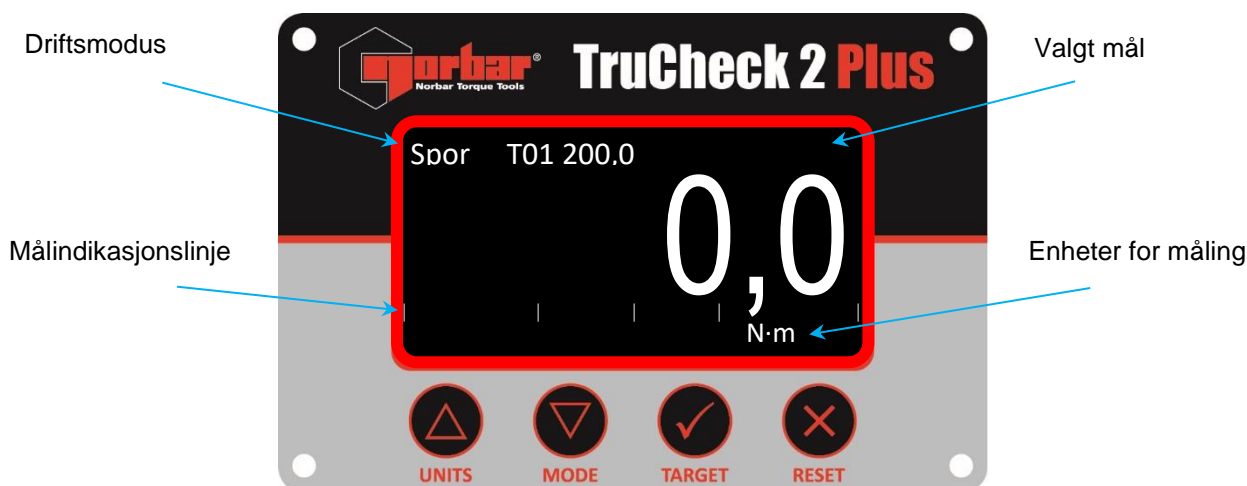 Driftsmodus
Valgt mål
norbar®
Norbar Torque Tools
TruCheck 2 Plus
Spor T01 200,0
0,0
Målindikasjonslinje
Enheter for måling
N·m
UNITS MODE TARGET RESET